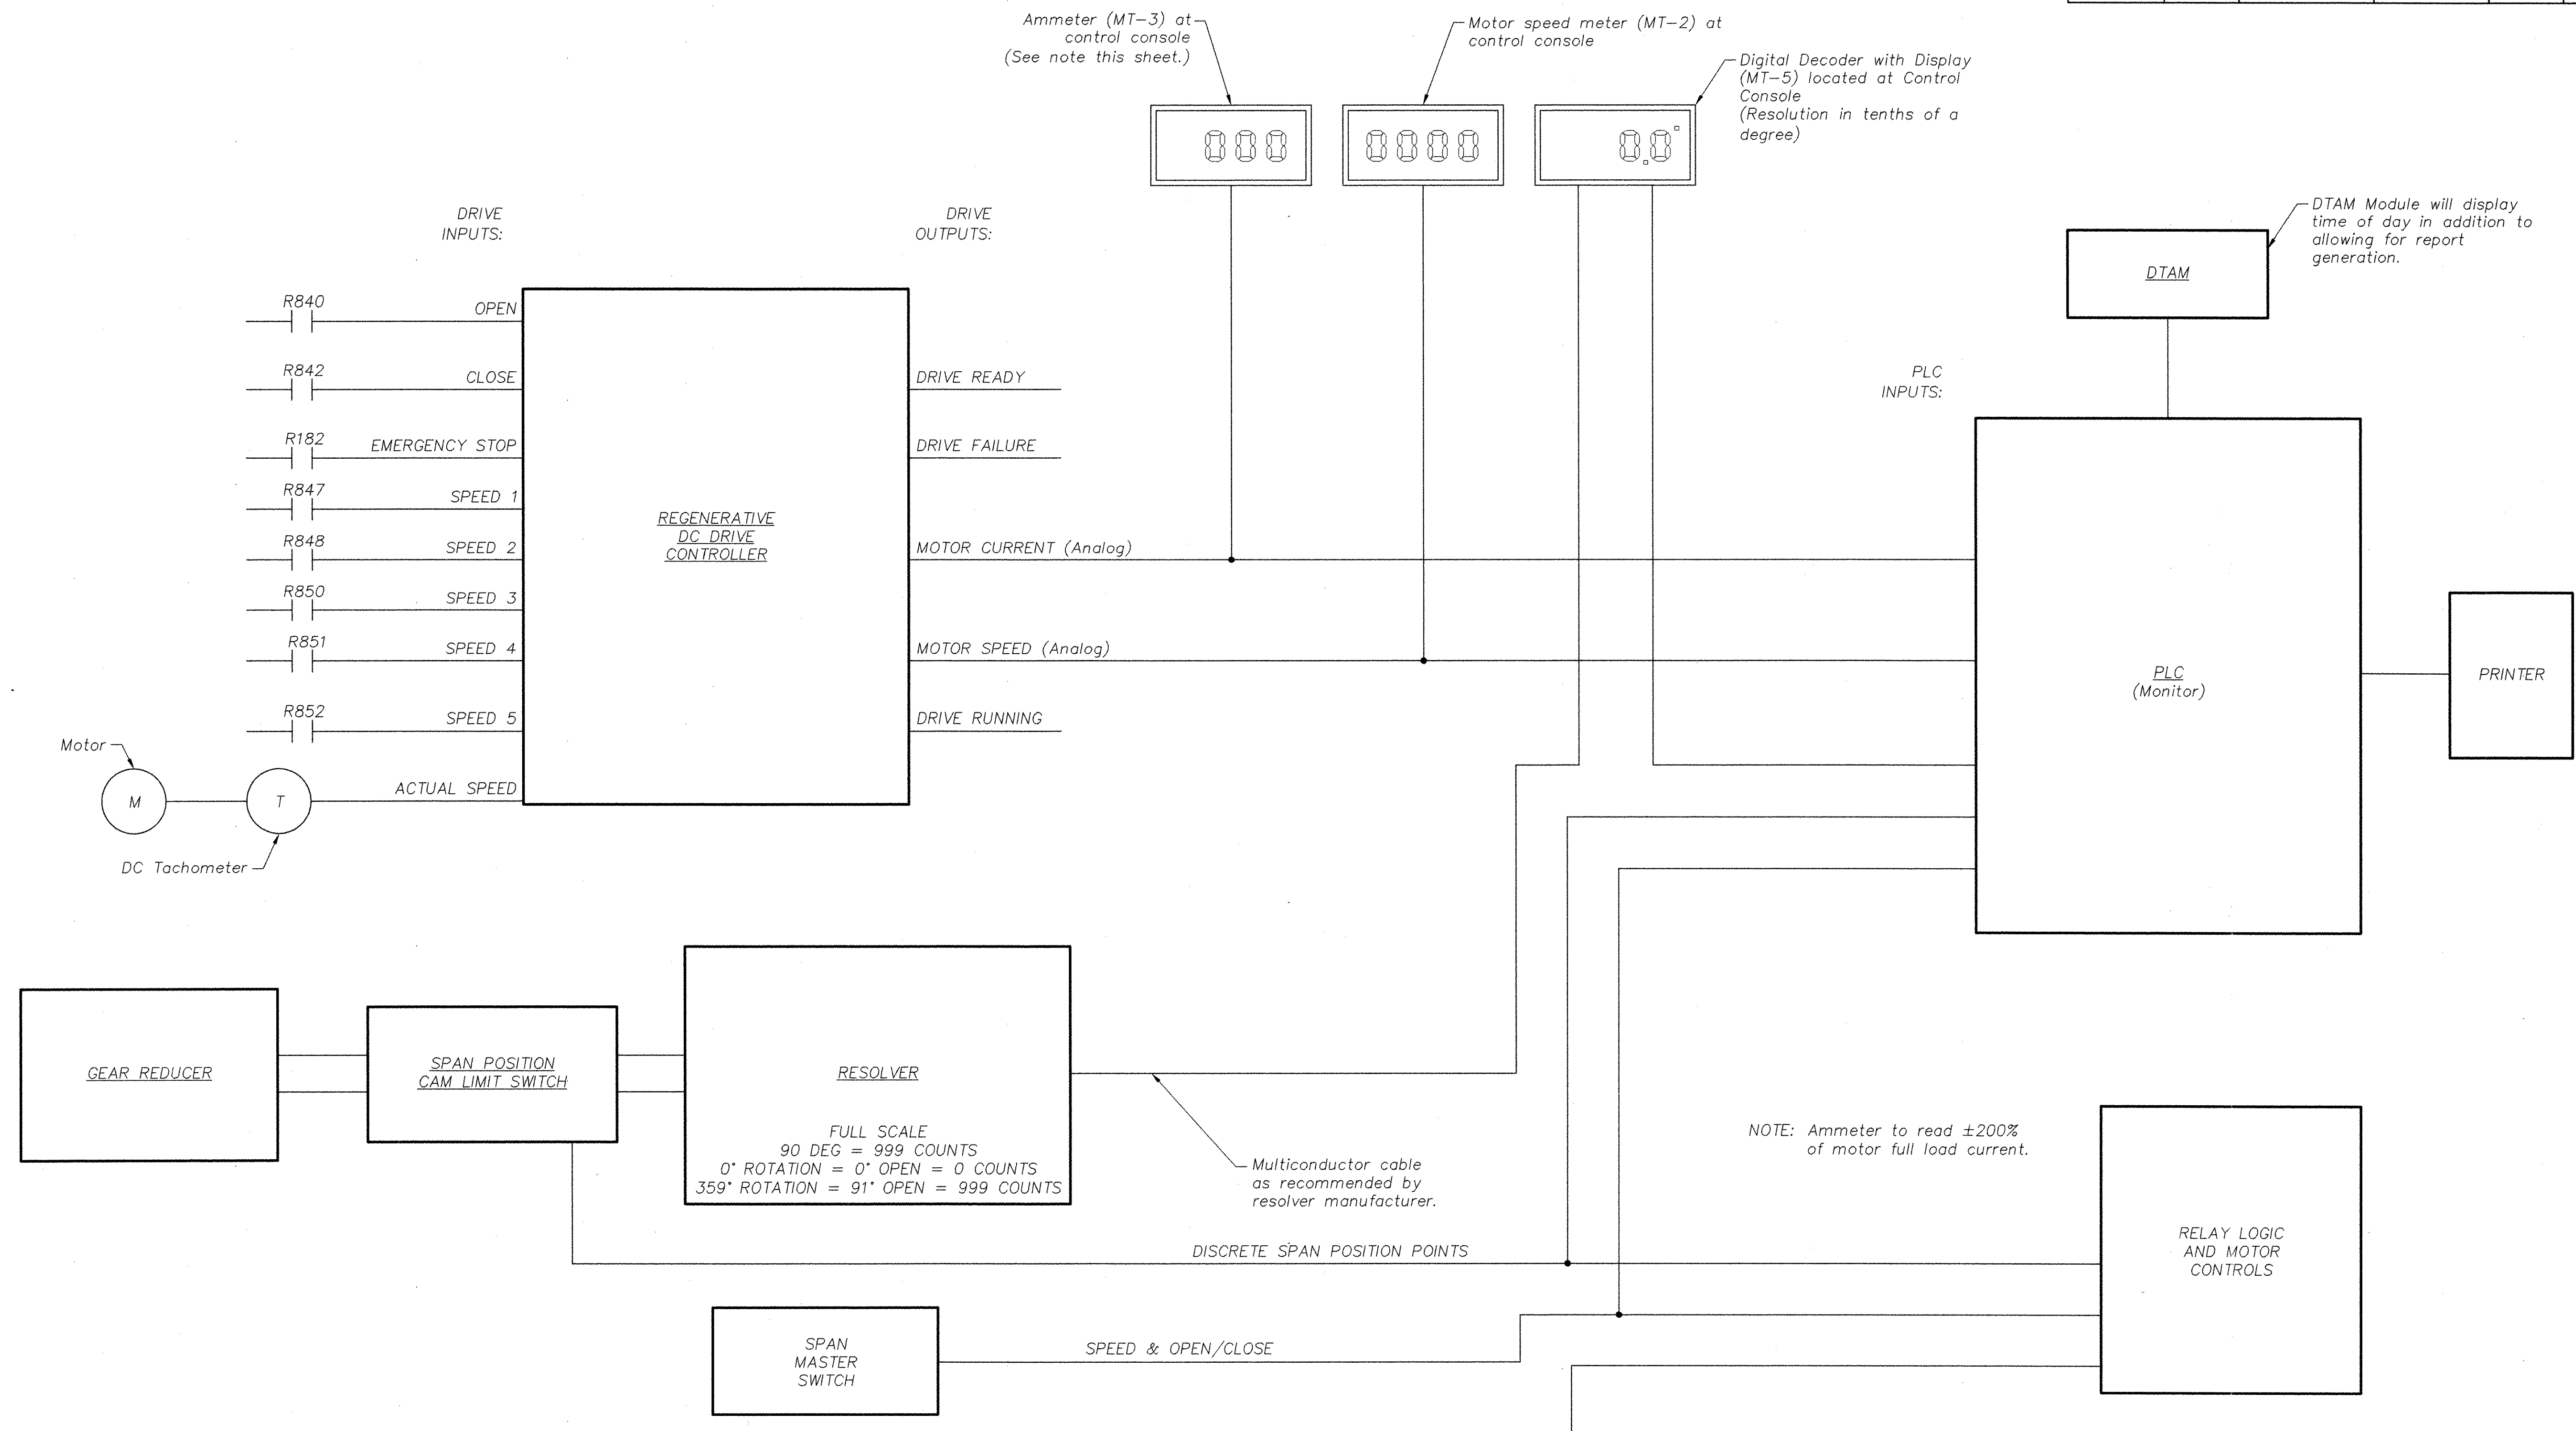 Ammeter (MT-3) at
control console
(See note this sheet.)
Motor speed meter (MT-2) at
control console
Digital Decoder with Display
(MT-5) located at Control
Console
(Resolution in tenths of a
degree)
000
0000
0.0°
DTAM Module will display
time of day in addition to
allowing for report
generation.
DTAM
DRIVE
INPUTS:
DRIVE
OUTPUTS:
PLC
INPUTS:
R840
OPEN
R842
CLOSE
R182
EMERGENCY STOP
R847
SPEED 1
R848
SPEED 2
R850
SPEED 3
R851
SPEED 4
R852
SPEED 5
Motor
M
T
ACTUAL SPEED
DC Tachometer
REGENERATIVE
DC DRIVE
CONTROLLER
DRIVE READY
DRIVE FAILURE
MOTOR CURRENT (Analog)
MOTOR SPEED (Analog)
DRIVE RUNNING
PLC
(Monitor)
PRINTER
GEAR REDUCER
SPAN POSITION
CAM LIMIT SWITCH
RESOLVER
FULL SCALE
90 DEG = 999 COUNTS
0° ROTATION = 0° OPEN = 0 COUNTS
359° ROTATION = 91° OPEN = 999 COUNTS
Multiconductor cable
as recommended by
resolver manufacturer.
NOTE: Ammeter to read ±200%
of motor full load current.
DISCRETE SPAN POSITION POINTS
RELAY LOGIC
AND MOTOR
CONTROLS
SPAN
MASTER
SWITCH
SPEED & OPEN/CLOSE